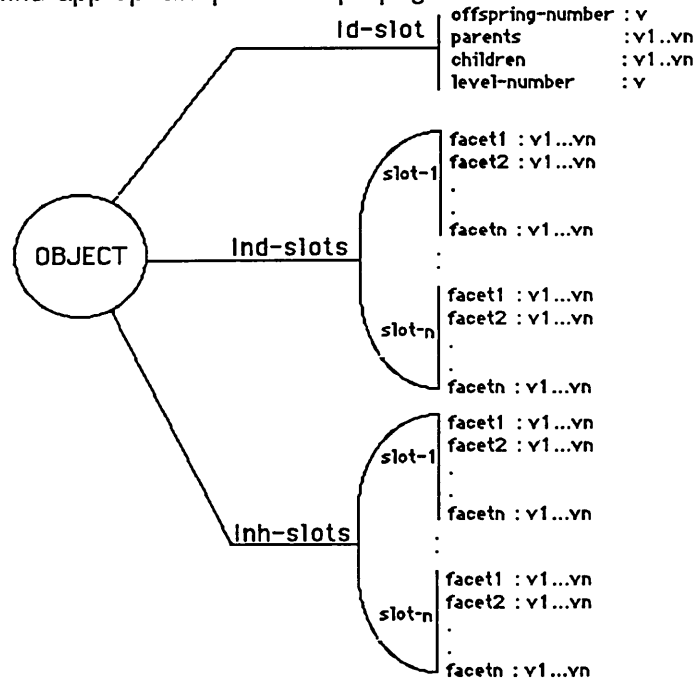 Id-slot
offspring-number : v
parents : v1..vn
children : v1..vn
level-number : v
OBJECT
Ind-slots
slot-1
facet1 : v1...vn
facet2 : v1...vn
.
.
facetn : v1...vn
:
slot-n
facet1 : v1...vn
facet2 : v1...vn
.
.
facetn : v1...vn
Inh-slots
slot-1
facet1 : v1...vn
facet2 : v1...vn
.
.
facetn : v1...vn
:
slot-n
facet1 : v1...vn
facet2 : v1...vn
.
.
facetn : v1...vn